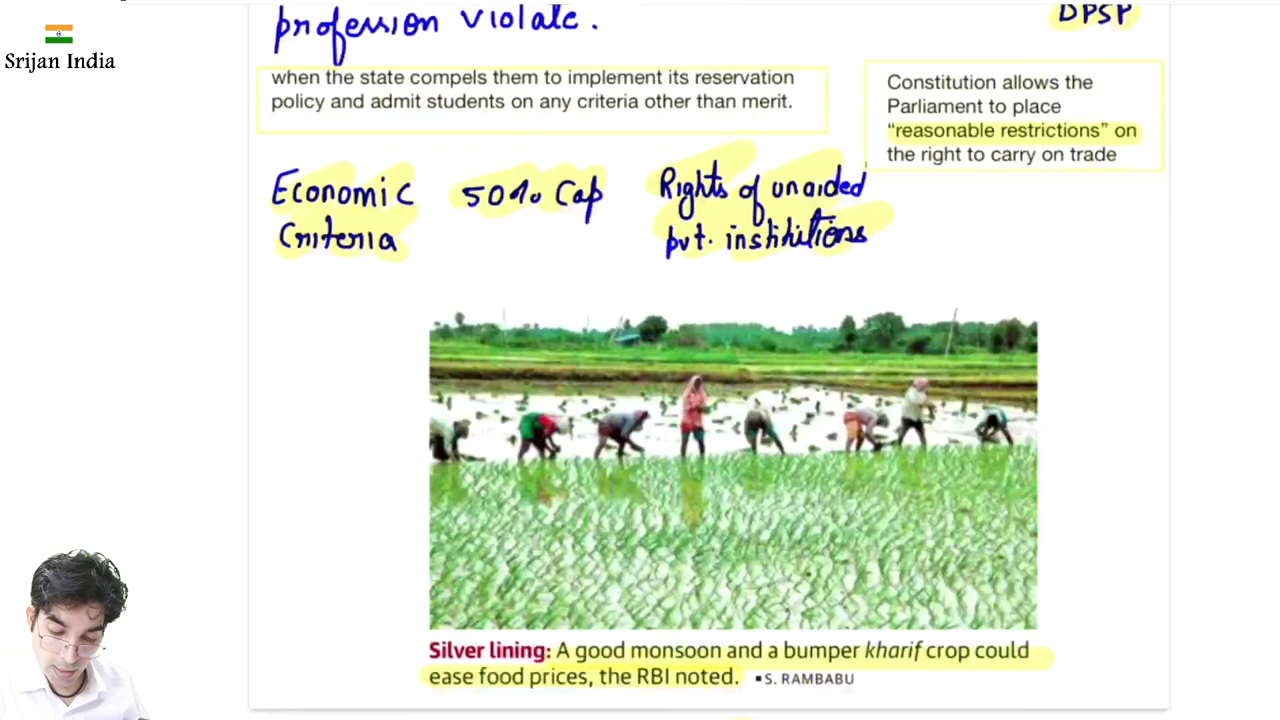 Srijan India
profession violate.
DPSP
when the state compels them to implement its reservation
policy and admit students on any criteria other than merit.
Constitution allows the
Parliament to place
“reasonable restrictions” on
the right to carry on trade
Economic
Criteria
50% Cap
Rights of unaided
pvt. institutions
Silver lining: A good monsoon and a bumper kharif crop could
ease food prices, the RBI noted. ▪S. RAMBABU